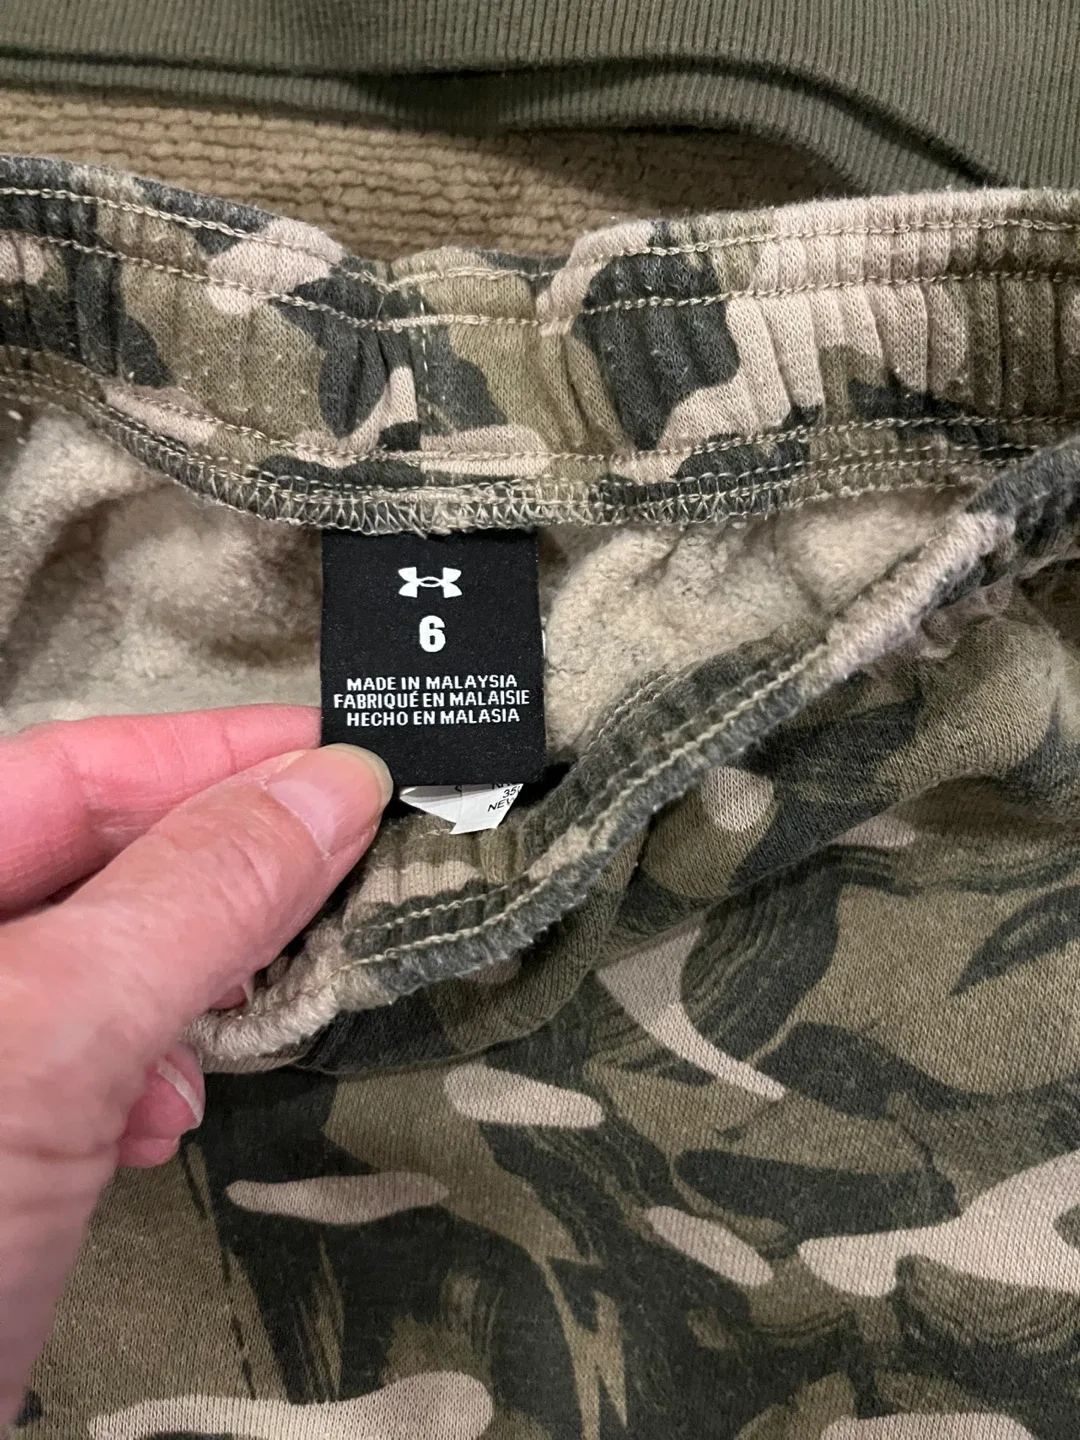 6
MADE IN MALAYSIA
FABRIQUÉ EN MALAISIE
HECHO EN MALASIA